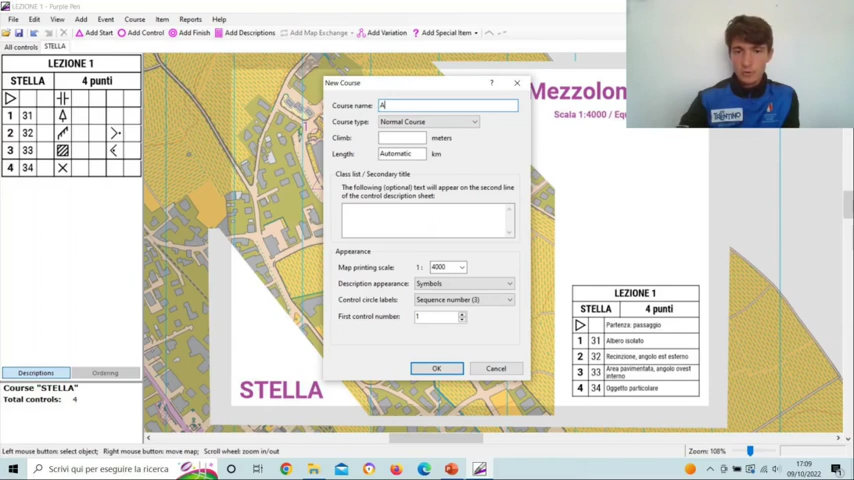 LEZIONE 1 - Purple Pen
File Edit View Add Event Course Item Reports Help
Add Start Add Control Add Finish Add Descriptions Add Map Exchange Add Variation Add Special Item
All controls STELLA
LEZIONE 1
STELLA 4 punti
1 31
2 32
3 33
4 34
Descriptions Ordering
Course "STELLA"
Total controls: 4
New Course ?
Course name: A
Course type: Normal Course
Climb: meters
Length: Automatic km
Class list / Secondary title
The following (optional) text will appear on the second line
of the control description sheet:
Appearance
Map printing scale: 1 : 4000
Description appearance: Symbols
Control circle labels: Sequence number (3)
First control number: 1
OK Cancel
Mezzolom
Scala 1:4000 / Equ
TRENTINO
LEZIONE 1
STELLA 4 punti
Partenza: passaggio
1 31 Albero isolato
2 32 Recinzione, angolo est esterno
3 33 Area pavimentata, angolo ovest
interno
4 34 Oggetto particolare
STELLA
Left mouse button: select object; Right mouse button: move map; Scroll wheel: zoom in/out
Zoom: 108%
Scrivi qui per eseguire la ricerca
17:09
09/10/2022